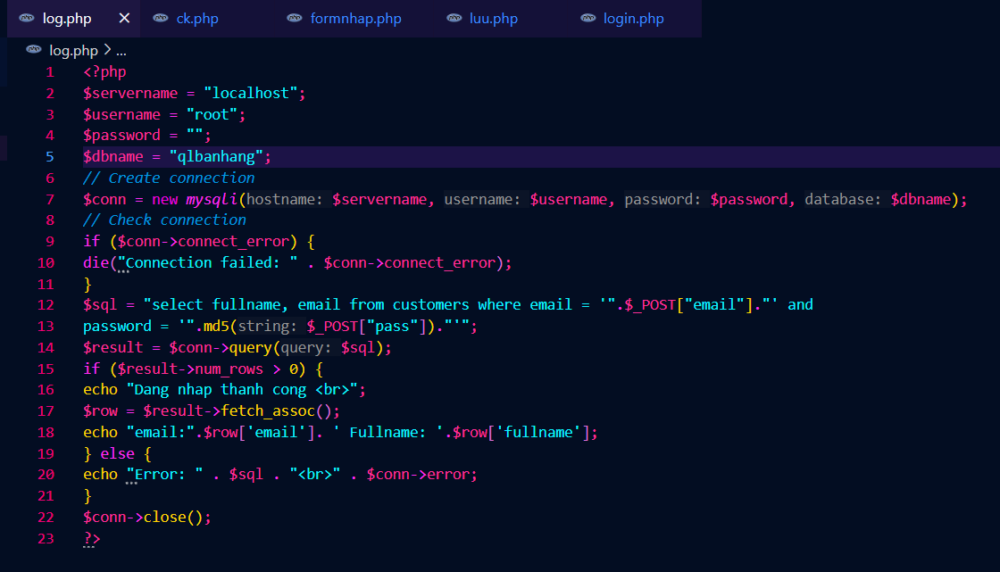 log.php × ck.php formnhap.php luu.php login.php
log.php > ...
1 <?php
2 $servername = "localhost";
3 $username = "root";
4 $password = "";
5 $dbname = "qlbanhang";
6 // Create connection
7 $conn = new mysqli(hostname: $servername, username: $username, password: $password, database: $dbname);
8 // Check connection
9 if ($conn->connect_error) {
10 die("Connection failed: " . $conn->connect_error);
11 }
12 $sql = "select fullname, email from customers where email = '".$_POST["email"]."' and
13 password = '".md5(string: $_POST["pass"])."'";
14 $result = $conn->query(query: $sql);
15 if ($result->num_rows > 0) {
16 echo "Dang nhap thanh cong <br>";
17 $row = $result->fetch_assoc();
18 echo "email:".$row['email']. ' Fullname: '.$row['fullname'];
19 } else {
20 echo "Error: " . $sql . "<br>" . $conn->error;
21 }
22 $conn->close();
23 ?>